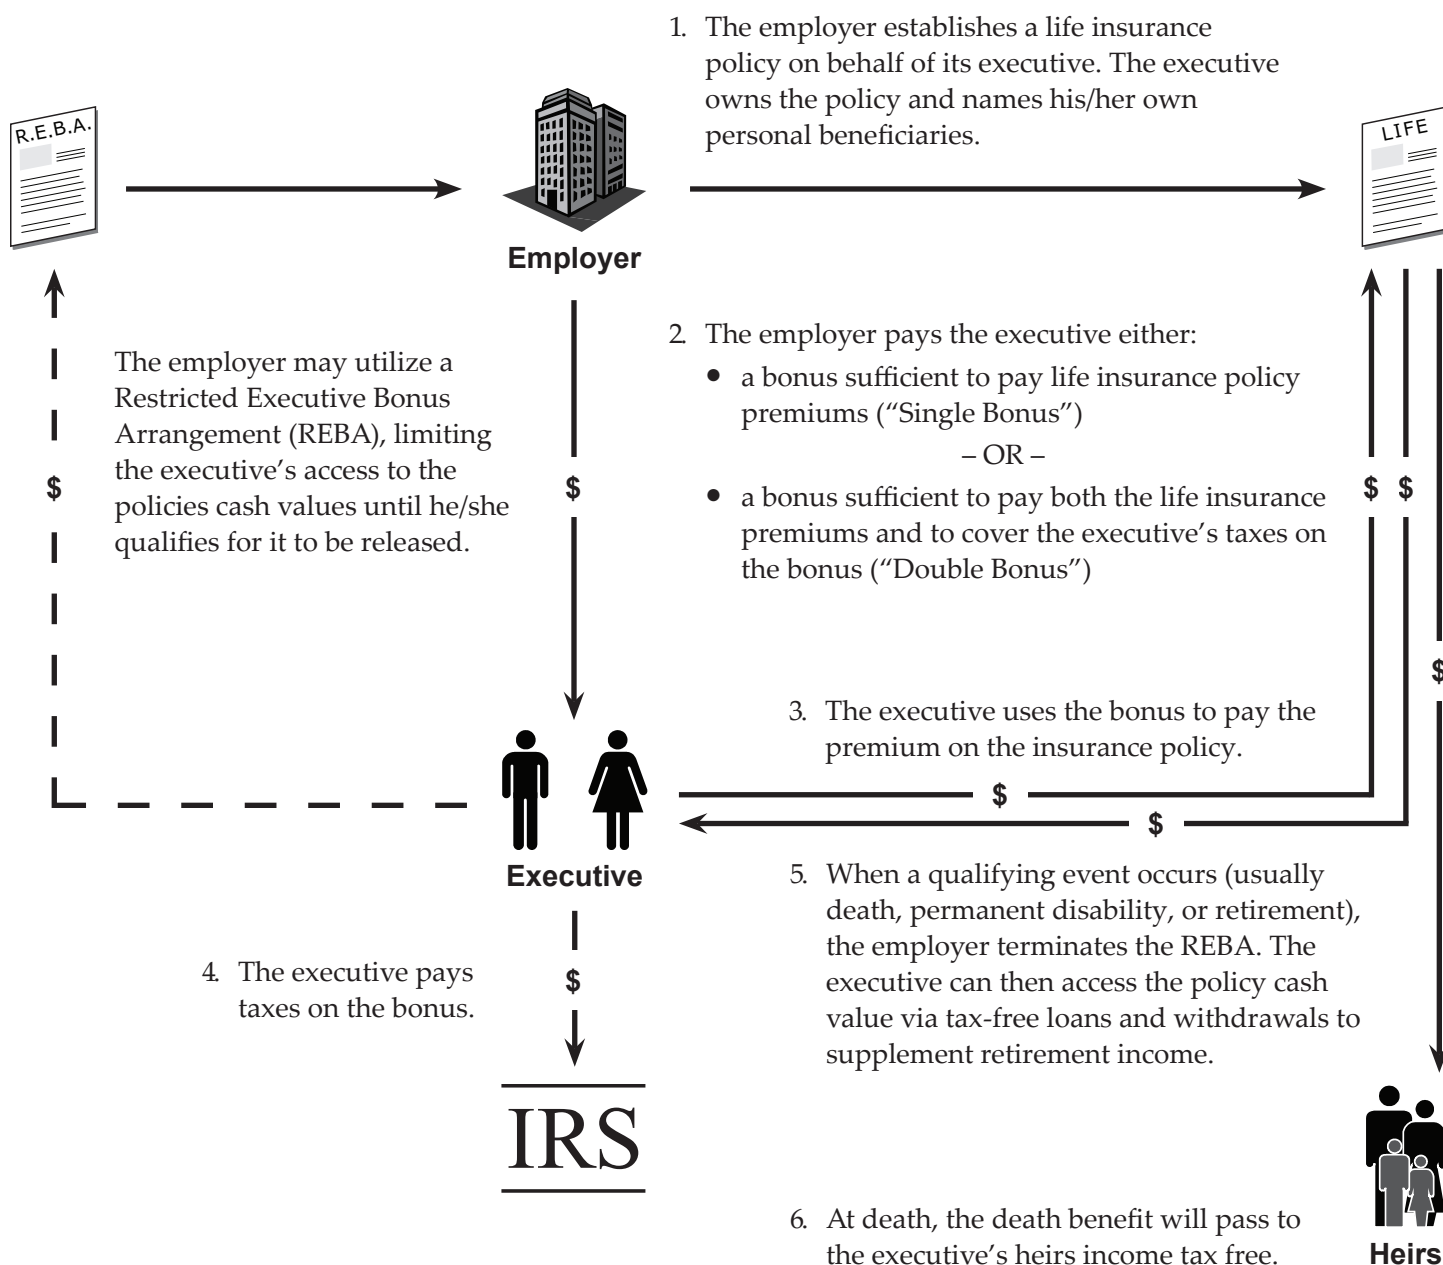 1. The employer establishes a life insurance
policy on behalf of its executive. The executive
owns the policy and names his/her own
personal beneficiaries.
R.E.B.A.
LIFE
Employer
The employer may utilize a
Restricted Executive Bonus
Arrangement (REBA), limiting
the executive’s access to the
policies cash values until he/she
qualifies for it to be released.
$
$
2. The employer pays the executive either:
• a bonus sufficient to pay life insurance policy
premiums (“Single Bonus”)
– OR –
• a bonus sufficient to pay both the life insurance
premiums and to cover the executive’s taxes on
the bonus (“Double Bonus”)
$ $
$
3. The executive uses the bonus to pay the
premium on the insurance policy.
$
$
Executive
4. The executive pays
taxes on the bonus.
$
IRS
5. When a qualifying event occurs (usually
death, permanent disability, or retirement),
the employer terminates the REBA. The
executive can then access the policy cash
value via tax-free loans and withdrawals to
supplement retirement income.
6. At death, the death benefit will pass to
the executive’s heirs income tax free.
Heirs